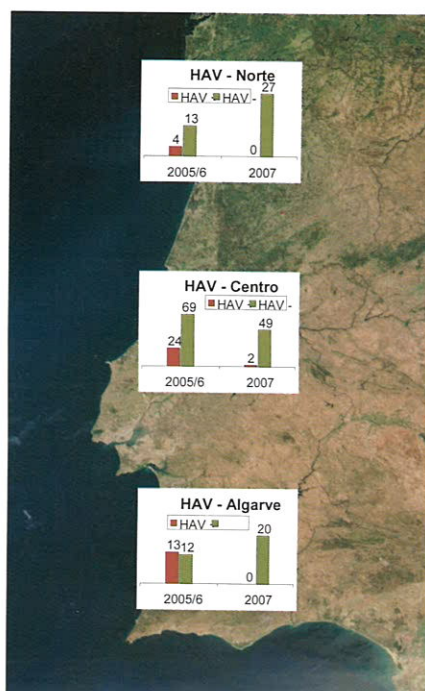 HAV - Norte
HAV - HAV -
27
13
4
0
2005/6 2007
HAV - Centro
HAV - HAV -
69
49
24
2
2005/6 2007
HAV - Algarve
HAV -
20
13 12
0
2005/6 2007